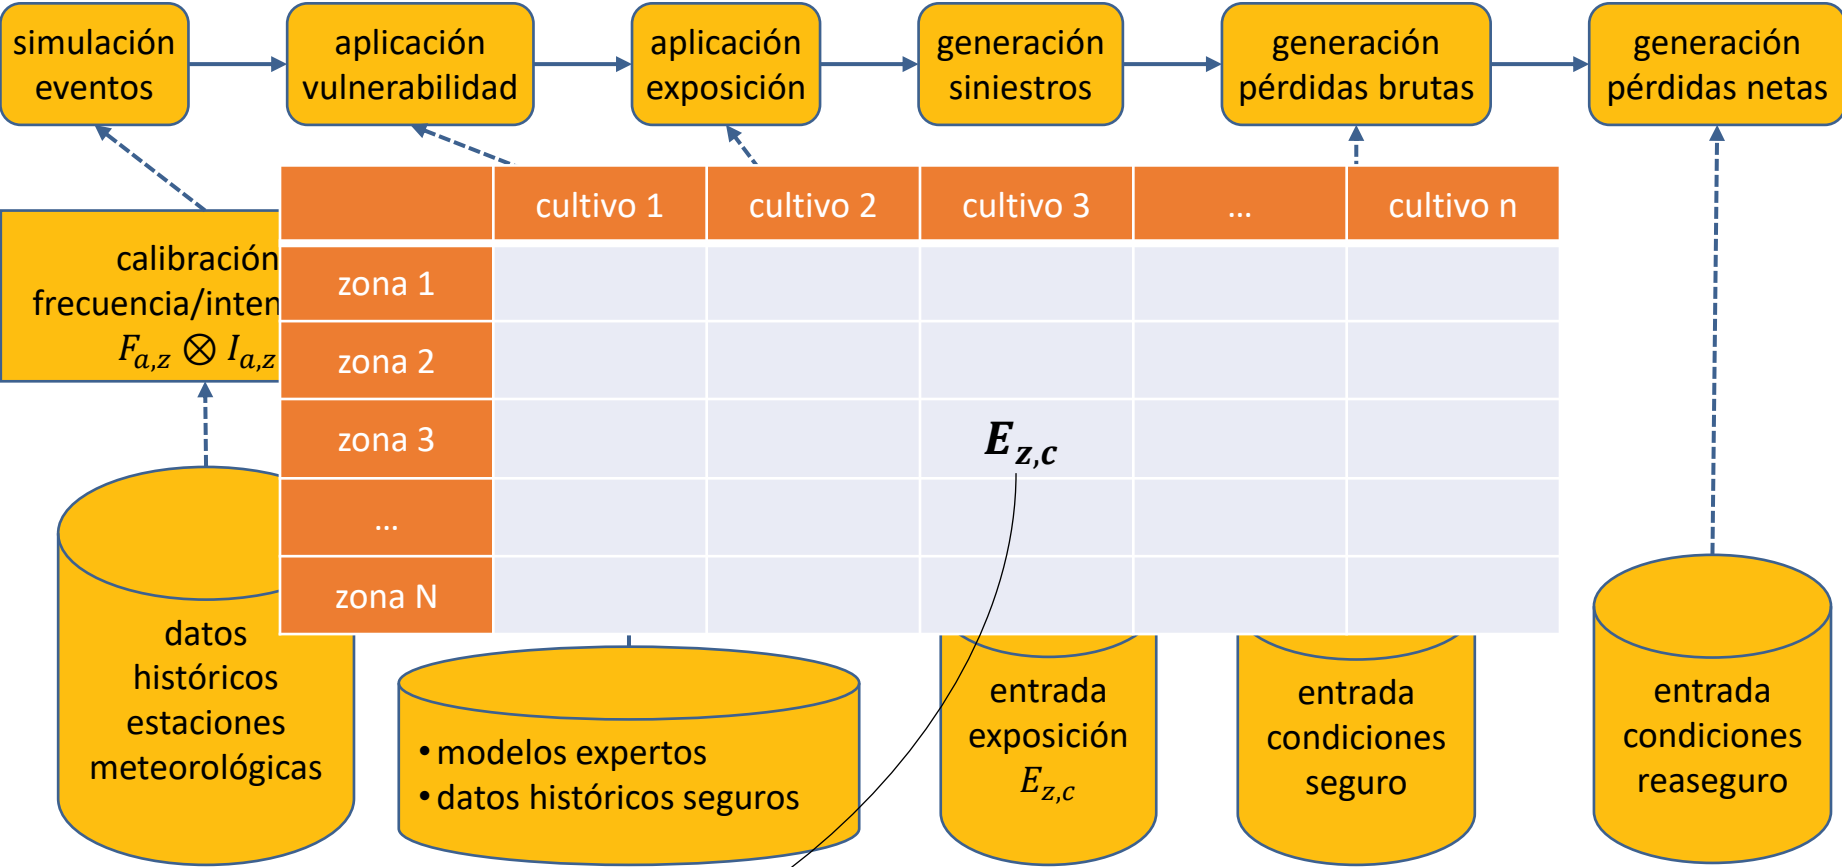 simulación
eventos
aplicación
vulnerabilidad
aplicación
exposición
generación
siniestros
generación
pérdidas brutas
generación
pérdidas netas
calibración
frecuencia/inten
F_{a,z} ⊗ I_{a,z}
cultivo 1 cultivo 2 cultivo 3 ... cultivo n
zona 1
zona 2
zona 3 E_{z,c}
...
zona N
datos
históricos
estaciones
meteorológicas
• modelos expertos
• datos históricos seguros
entrada
exposición
E_{z,c}
entrada
condiciones
seguro
entrada
condiciones
reaseguro